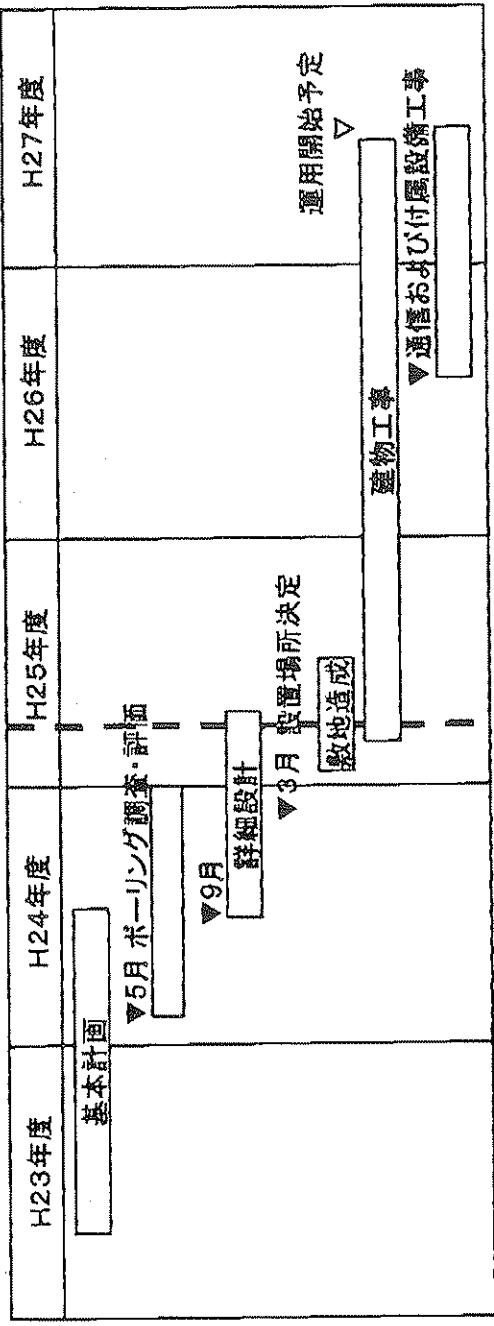 H23年度
H24年度
H25年度
H26年度
H27年度
基本計画
▼5月 ボーリング調査・評価
▼9月
詳細設計
▼3月 設置場所決定
敷地造成
建物工事
運用開始予定
▽
▼通信および付属設備工事